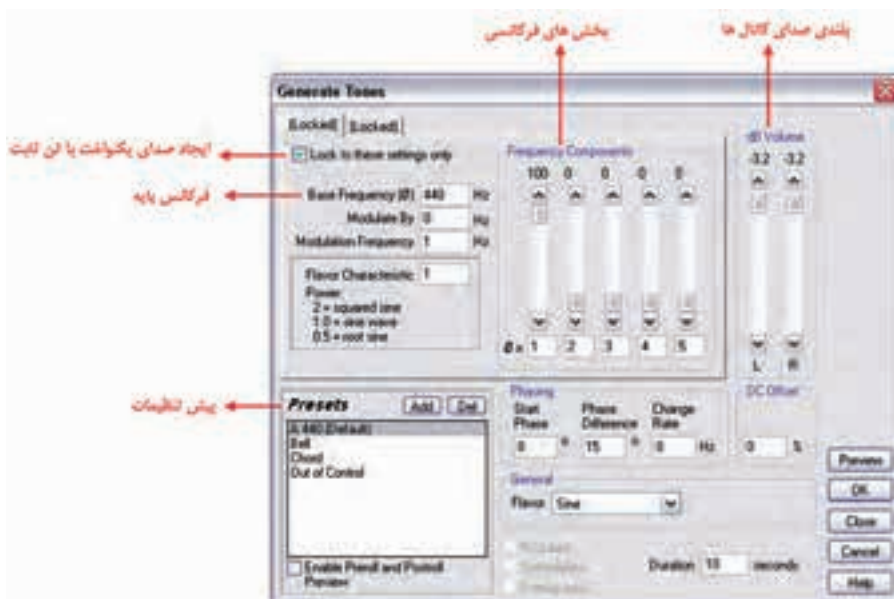 بخش های فرکانسی
بلندی صدای کانال ها
Generate Tones
[Locked] [Locked]
ایجاد صدای یکنواخت یا تن ثابت
Lock to these settings only
Frequency Components
dB Volume
100 0 0 0 0
-3.2 -3.2
فرکانس پایه
Base Frequency (Ø) 440 Hz
Modulate By 0 Hz
Modulation Frequency 1 Hz
Flavor Characteristic 1
Power:
2 = squared sine
1.0 = sine wave
0.5 = root sine
Ø x 1 2 3 4 5
L R
پیش تنظیمات
Presets Add Del
A 440 (Default)
Bell
Chord
Out of Control
Enable Preroll and Postroll
Preview
Phasing
Start Phase 0 °
Phase Difference 15 °
Change Rate 0 Hz
DC Offset
0 %
General
Flavor Sine
Duration 10 seconds
Preview
OK
Close
Cancel
Help